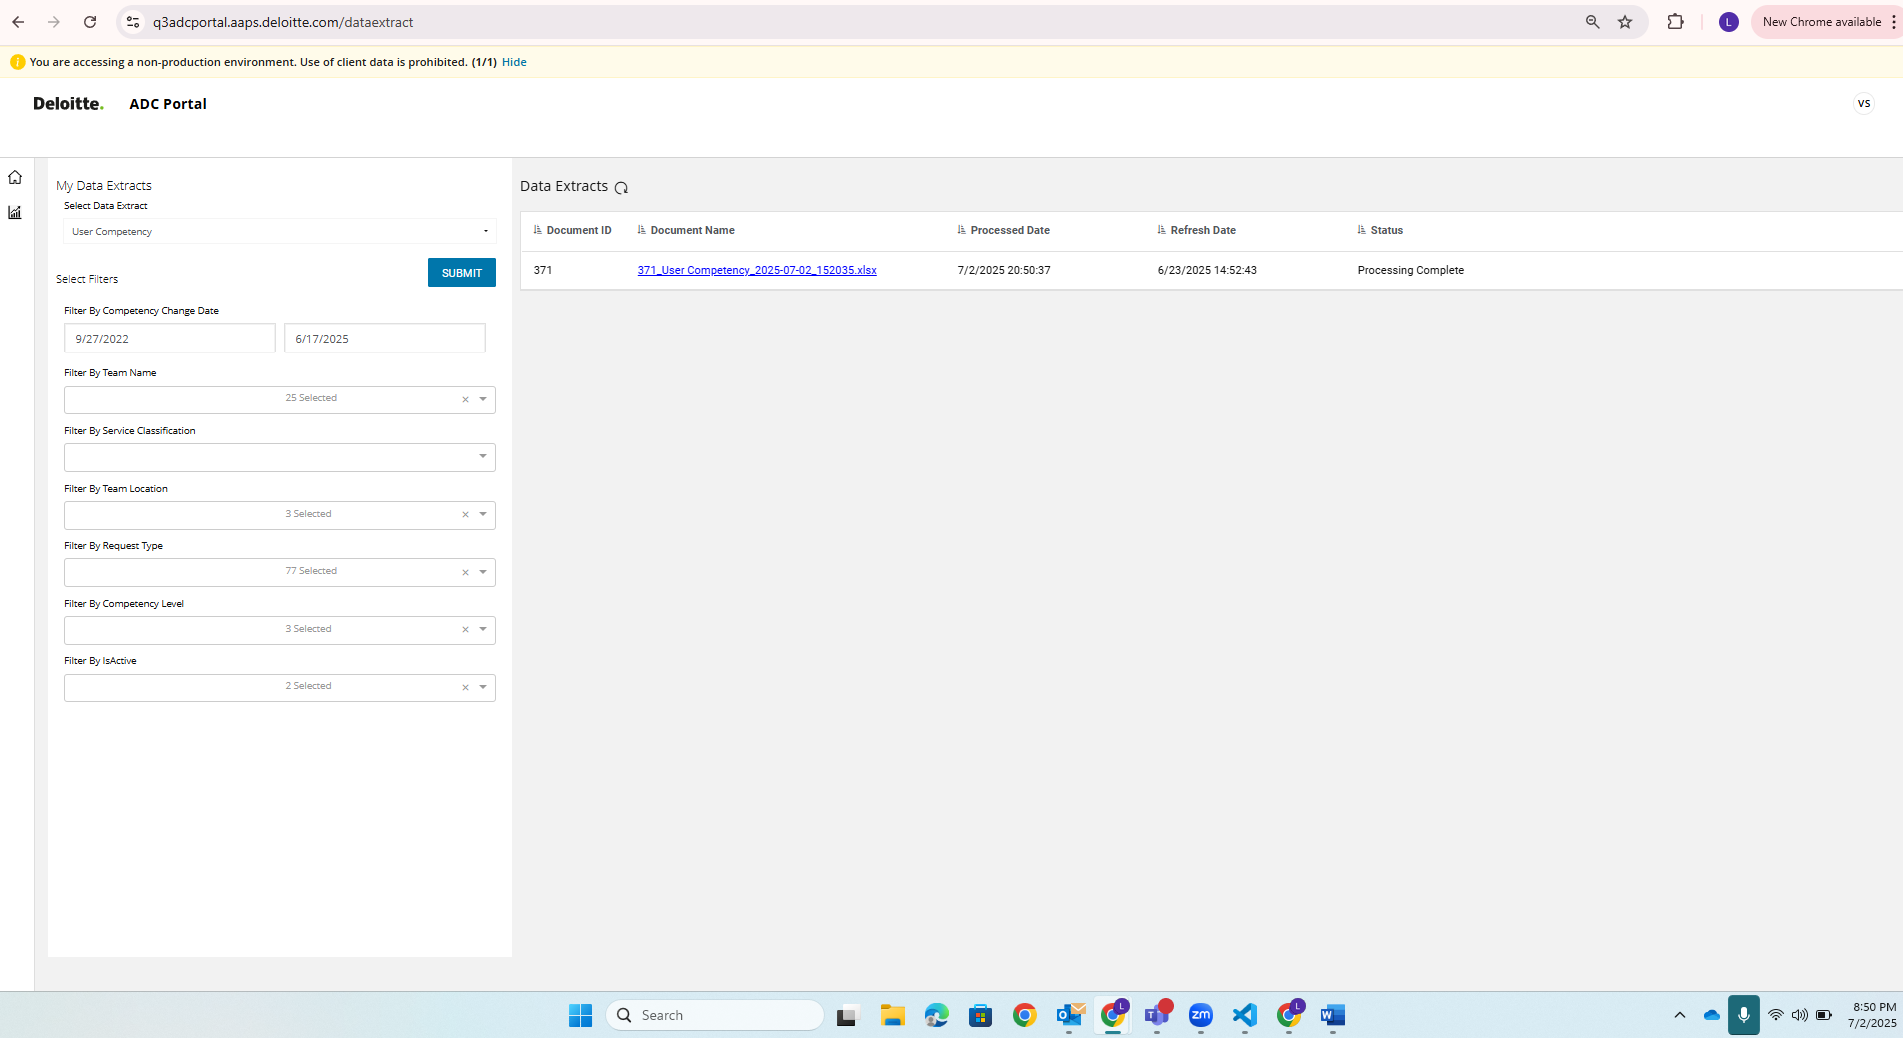 q3adcportal.aaps.deloitte.com/dataextract
L
New Chrome available
You are accessing a non-production environment. Use of client data is prohibited. (1/1) Hide
Deloitte. ADC Portal
VS
My Data Extracts
Select Data Extract
User Competency
Select Filters
SUBMIT
Filter By Competency Change Date
9/27/2022
6/17/2025
Filter By Team Name
25 Selected
Filter By Service Classification
Filter By Team Location
3 Selected
Filter By Request Type
77 Selected
Filter By Competency Level
3 Selected
Filter By IsActive
2 Selected
Data Extracts
Document ID Document Name Processed Date Refresh Date Status
371 371_User Competency_2025-07-02_152035.xlsx 7/2/2025 20:50:37 6/23/2025 14:52:43 Processing Complete
Search
L
T
zm
L
W
8:50 PM
7/2/2025